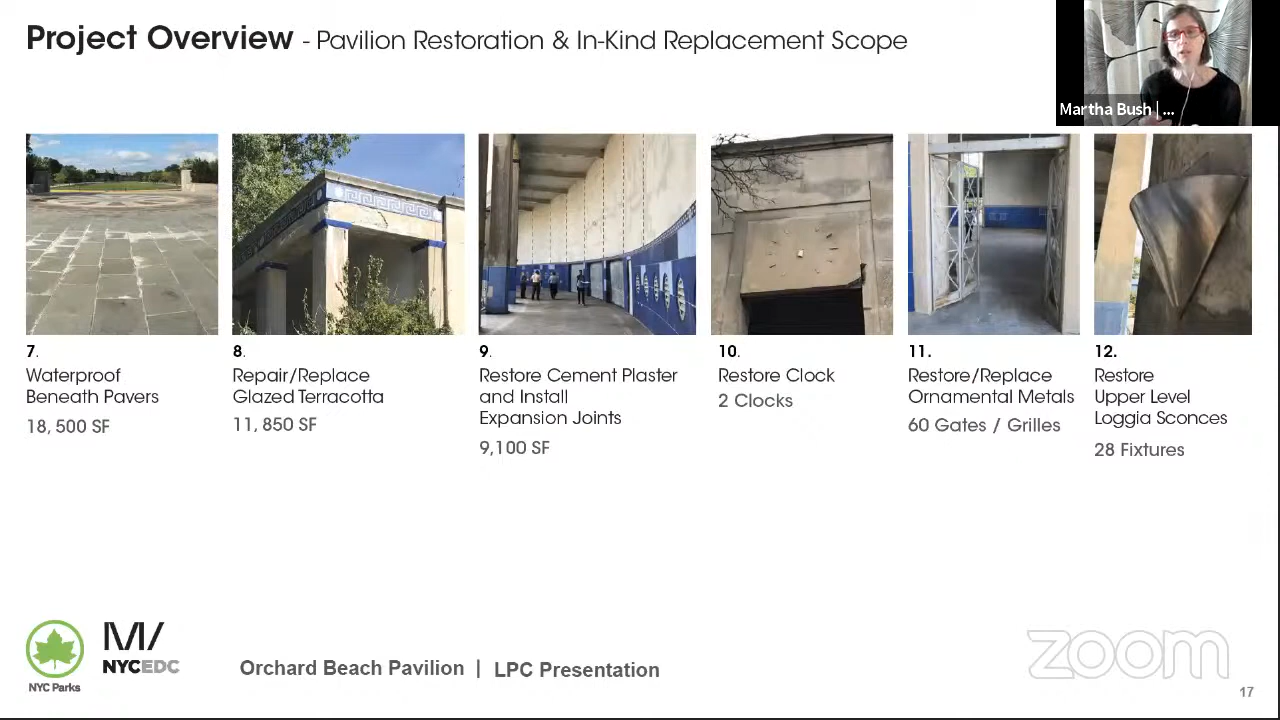 Project Overview - Pavilion Restoration & In-Kind Replacement Scope
Martha Bush | ...
7.
Waterproof
Beneath Pavers
18, 500 SF
8.
Repair/Replace
Glazed Terracotta
11, 850 SF
9.
Restore Cement Plaster
and Install
Expansion Joints
9,100 SF
10.
Restore Clock
2 Clocks
11.
Restore/Replace
Ornamental Metals
60 Gates / Grilles
12.
Restore
Upper Level
Loggia Sconces
28 Fixtures
NYC Parks
M/
NYCEDC
Orchard Beach Pavilion | LPC Presentation
zoom
17